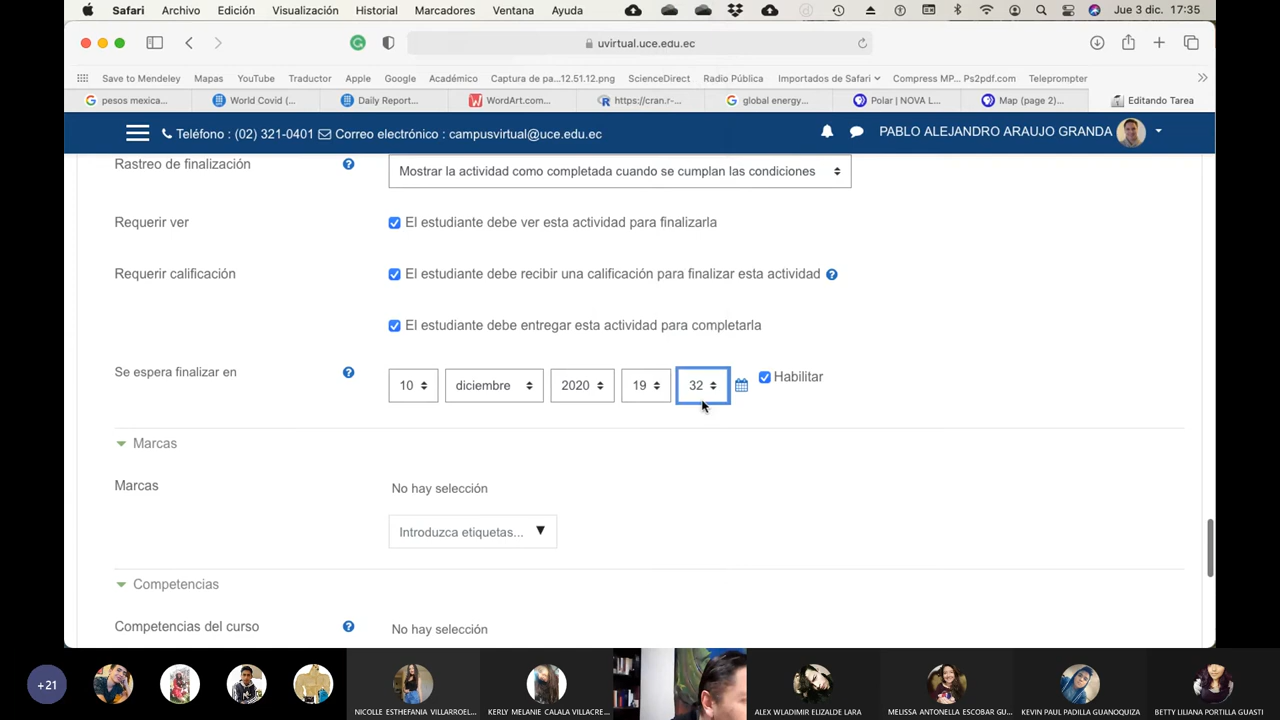 Safari Archivo Edición Visualización Historial Marcadores Ventana Ayuda Jue 3 dic. 17:35
uvirtual.uce.edu.ec
Save to Mendeley Mapas YouTube Traductor Apple Google Académico Captura de pa...12.51.12.png ScienceDirect Radio Pública Importados de Safari Compress MP... Ps2pdf.com Teleprompter
pesos mexica... World Covid (... Daily Report... WordArt.com... https://cran.r-... global energy... Polar | NOVA L... Map (page 2)... Editando Tarea
Teléfono : (02) 321-0401 Correo electrónico : campusvirtual@uce.edu.ec PABLO ALEJANDRO ARAUJO GRANDA
Rastreo de finalización Mostrar la actividad como completada cuando se cumplan las condiciones
Requerir ver El estudiante debe ver esta actividad para finalizarla
Requerir calificación El estudiante debe recibir una calificación para finalizar esta actividad
El estudiante debe entregar esta actividad para completarla
Se espera finalizar en 10 diciembre 2020 19 32 Habilitar
Marcas
Marcas No hay selección
Introduzca etiquetas...
Competencias
Competencias del curso No hay selección
+21
NICOLLE ESTHEFANIA VILLARROEL... KERLY MELANIE CALALA VILLACRE... ALEX WLADIMIR ELIZALDE LARA MELISSA ANTONELLA ESCOBAR GU... KEVIN PAUL PADILLA GUANOQUIZA BETTY LILIANA PORTILLA GUASTI